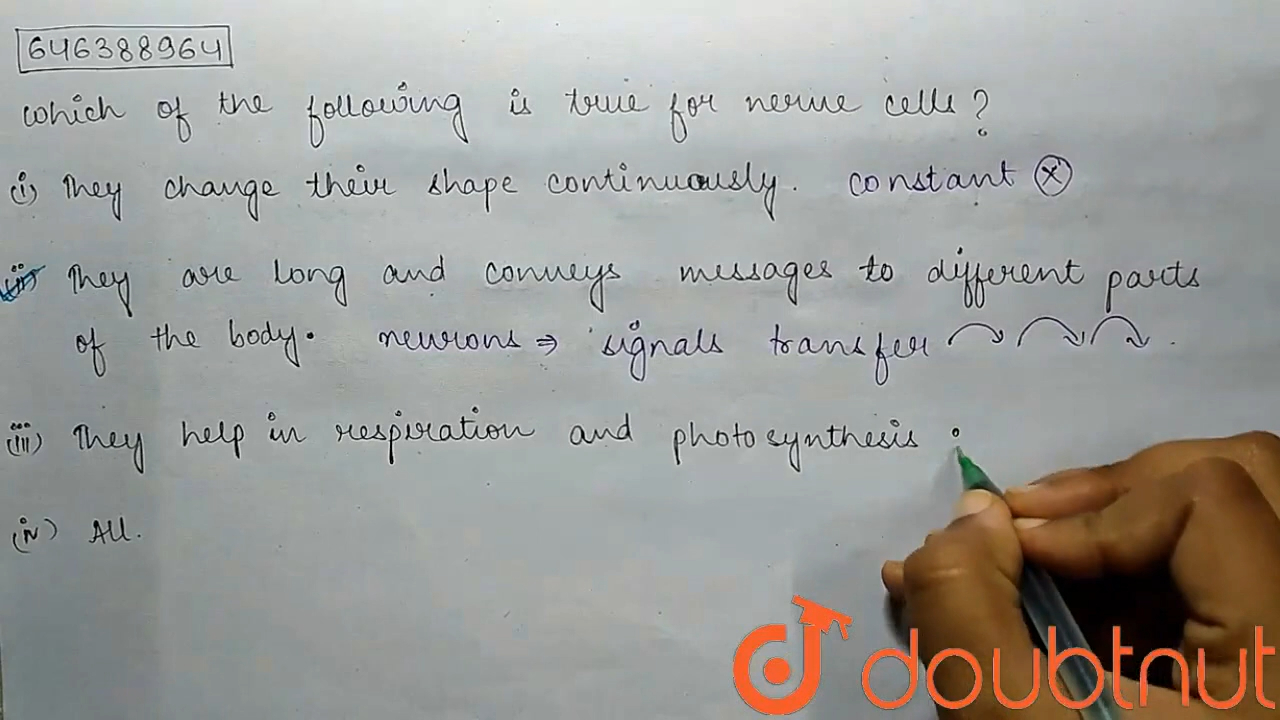 646388964
Which of the following is true for nerve cells?
(i) They change their shape continuously. constant ⓧ
(ii) They are long and conveys messages to different parts
of the body. neurons ⇒ signals transfer
(iii) They help in respiration and photosynthesis
(iv) All.
doubtnut